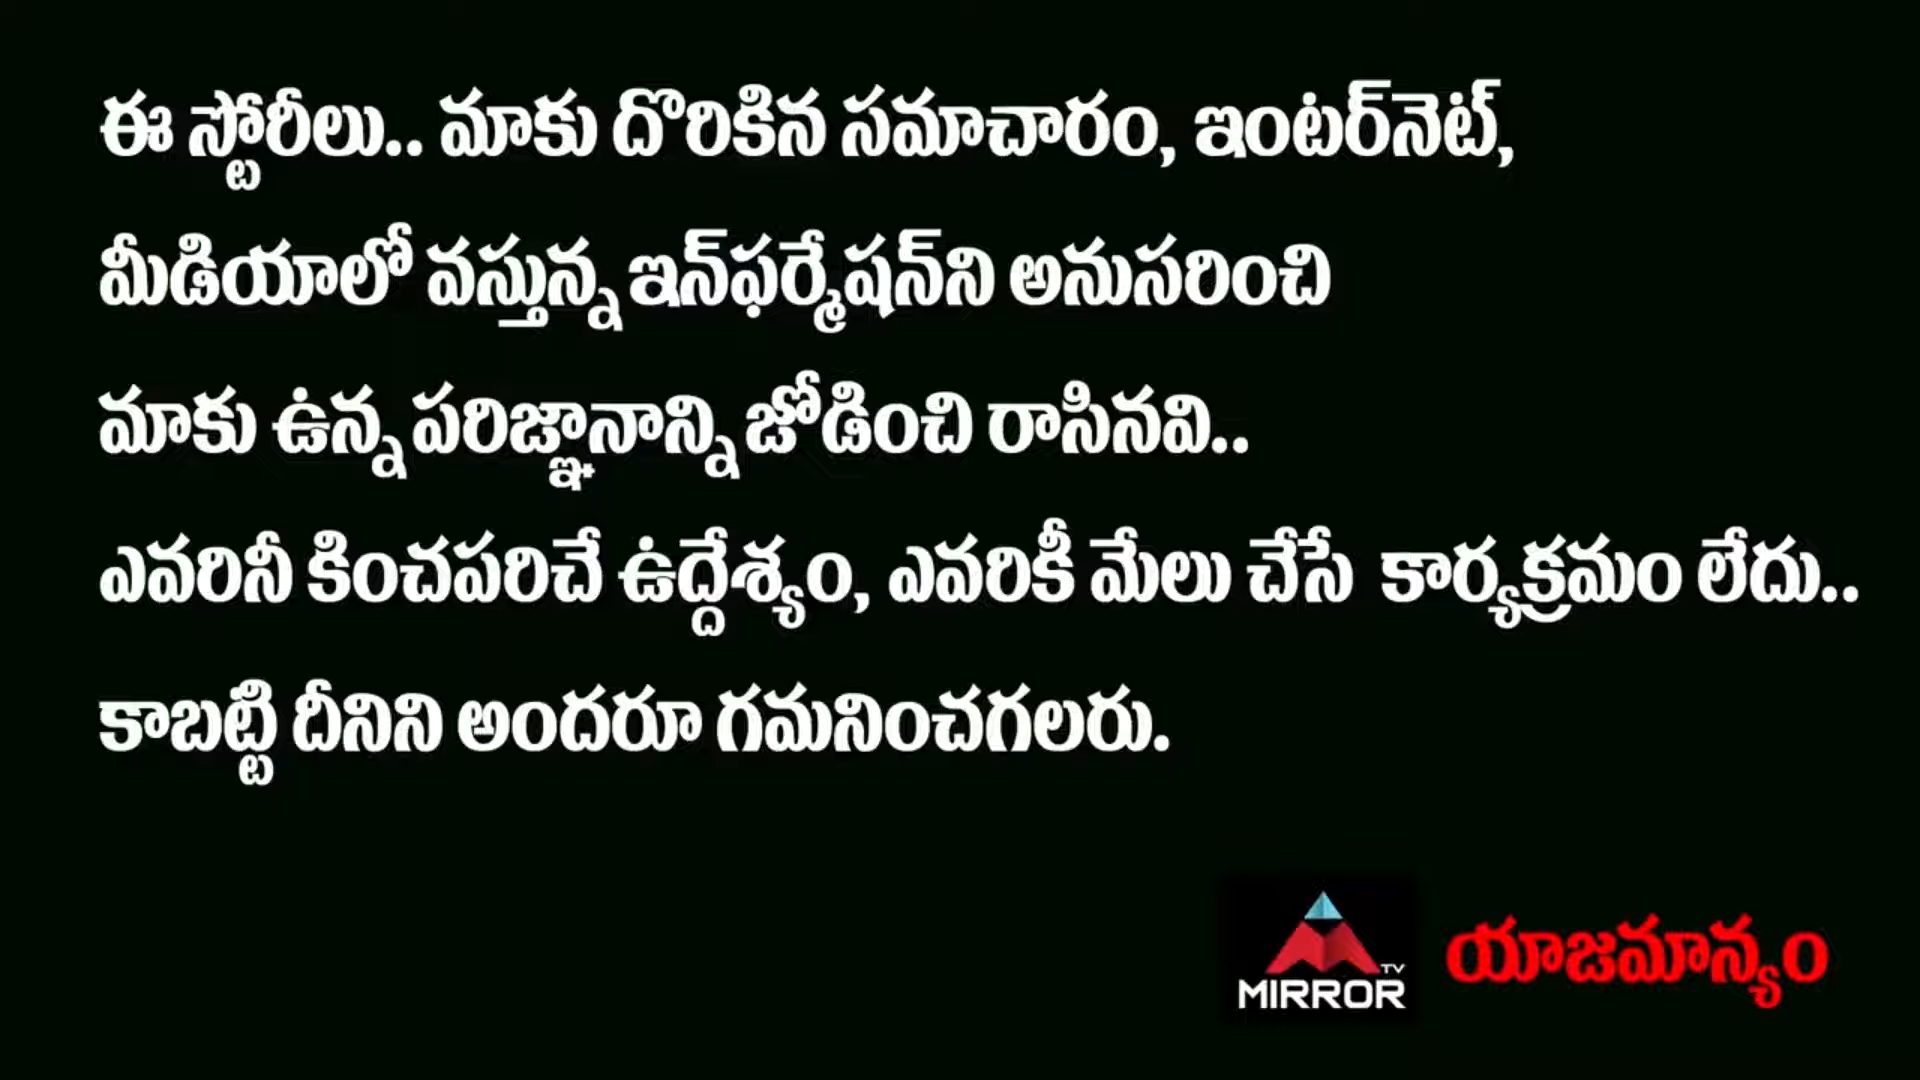 ఈ స్టోరీలు.. మాకు దొరికిన సమాచారం, ఇంటర్‌నెట్,
మీడియాలో వస్తున్న ఇన్‌ఫర్మేషన్‌ని అనుసరించి
మాకు ఉన్న పరిజ్ఞానాన్ని జోడించి రాసినవి..
ఎవరినీ కించపరిచే ఉద్దేశ్యం, ఎవరికీ మేలు చేసే కార్యక్రమం లేదు..
కాబట్టి దీనిని అందరూ గమనించగలరు.
MIRROR TV యాజమాన్యం